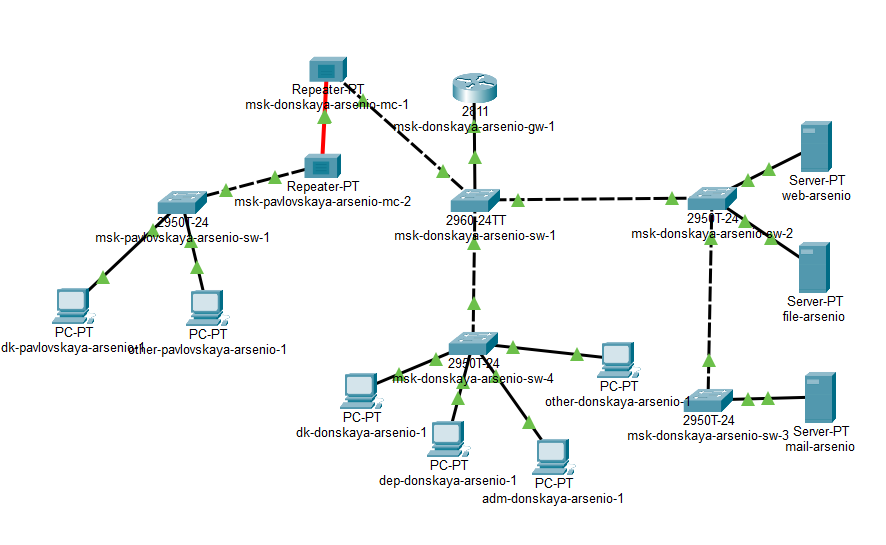 Repeater-PT
msk-donskaya-arsenio-mc-1
2811
msk-donskaya-arsenio-gw-1
Repeater-PT
msk-pavlovskaya-arsenio-mc-2
Server-PT
web-arsenio
2950T-24
msk-pavlovskaya-arsenio-sw-1
2960-24TT
msk-donskaya-arsenio-sw-1
2950T-24
msk-donskaya-arsenio-sw-2
Server-PT
file-arsenio
PC-PT
dk-pavlovskaya-arsenio-1
PC-PT
other-pavlovskaya-arsenio-1
2950T-24
msk-donskaya-arsenio-sw-4
PC-PT
other-donskaya-arsenio-1
PC-PT
dk-donskaya-arsenio-1
2950T-24
msk-donskaya-arsenio-sw-3
Server-PT
mail-arsenio
PC-PT
dep-donskaya-arsenio-1
PC-PT
adm-donskaya-arsenio-1